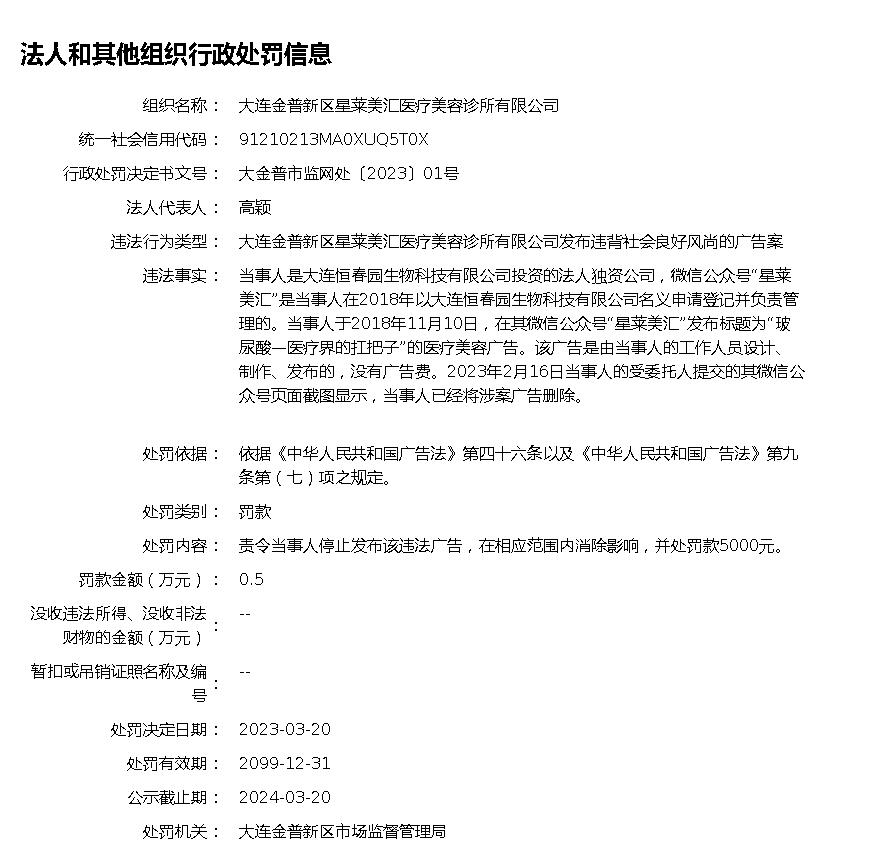 法人和其他组织行政处罚信息
组织名称： 大连金普新区星莱美汇医疗美容诊所有限公司
统一社会信用代码： 91210213MA0XUQ5T0X
行政处罚决定书文号： 大金普市监网处〔2023〕01号
法人代表人： 高颖
违法行为类型： 大连金普新区星莱美汇医疗美容诊所有限公司发布违背社会良好风尚的广告案
违法事实： 当事人是大连恒春园生物科技有限公司投资的法人独资公司，微信公众号“星莱
美汇”是当事人在2018年以大连恒春园生物科技有限公司名义申请登记并负责管
理的。当事人于2018年11月10日，在其微信公众号“星莱美汇”发布标题为“玻
尿酸—医疗界的扛把子”的医疗美容广告。该广告是由当事人的工作人员设计、
制作、发布的，没有广告费。2023年2月16日当事人的受委托人提交的其微信公
众号页面截图显示，当事人已经将涉案广告删除。
处罚依据： 依据《中华人民共和国广告法》第四十六条以及《中华人民共和国广告法》第九
条第（七）项之规定。
处罚类别： 罚款
处罚内容： 责令当事人停止发布该违法广告，在相应范围内消除影响，并处罚款5000元。
罚款金额（万元）： 0.5
没收违法所得、没收非法
财物的金额（万元）： --
暂扣或吊销证照名称及编
号： --
处罚决定日期： 2023-03-20
处罚有效期： 2099-12-31
公示截止期： 2024-03-20
处罚机关： 大连金普新区市场监督管理局